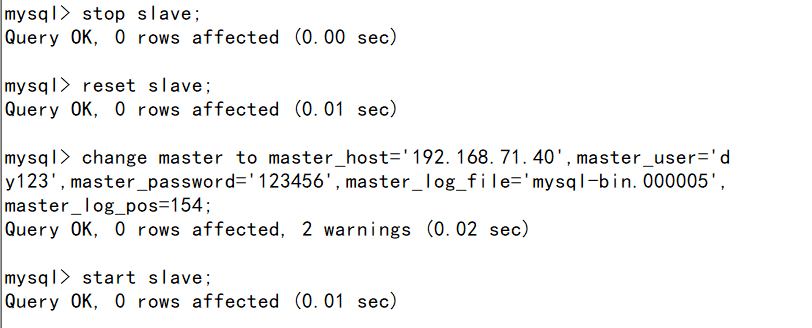 mysql> stop slave;
Query OK, 0 rows affected (0.00 sec)
mysql> reset slave;
Query OK, 0 rows affected (0.01 sec)
mysql> change master to master_host='192.168.71.40',master_user='d
y123',master_password='123456',master_log_file='mysql-bin.000005',
master_log_pos=154;
Query OK, 0 rows affected, 2 warnings (0.02 sec)
mysql> start slave;
Query OK, 0 rows affected (0.01 sec)